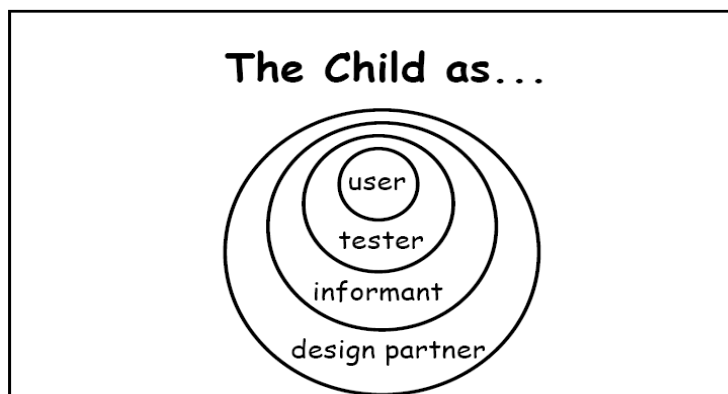 The Child as...
user
tester
informant
design partner